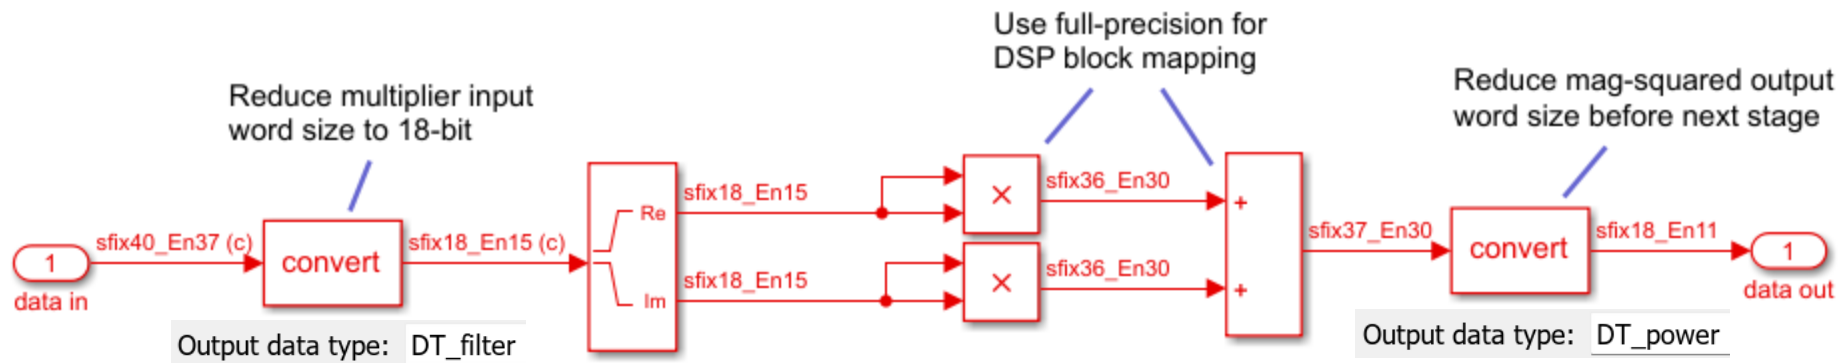 Use full-precision for
DSP block mapping
Reduce multiplier input
word size to 18-bit
Reduce mag-squared output
word size before next stage
1
data in
sfix40_En37 (c)
convert
sfix18_En15 (c)
Re
Im
sfix18_En15
sfix18_En15
×
×
sfix36_En30
sfix36_En30
+
+
sfix37_En30
convert
sfix18_En11
1
data out
Output data type: DT_filter
Output data type: DT_power